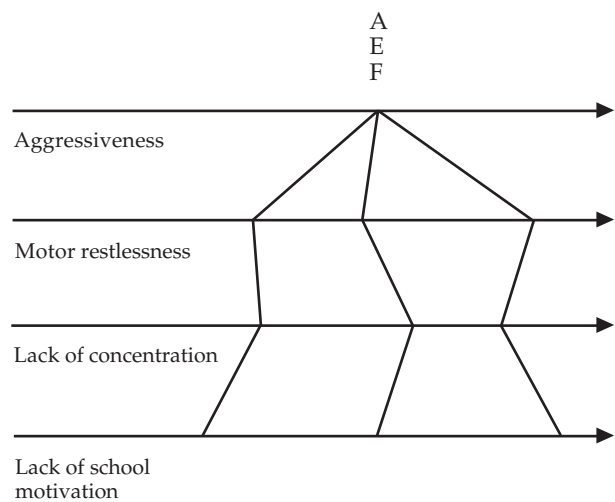 A
E
F
Aggressiveness
Motor restlessness
Lack of concentration
Lack of school
motivation